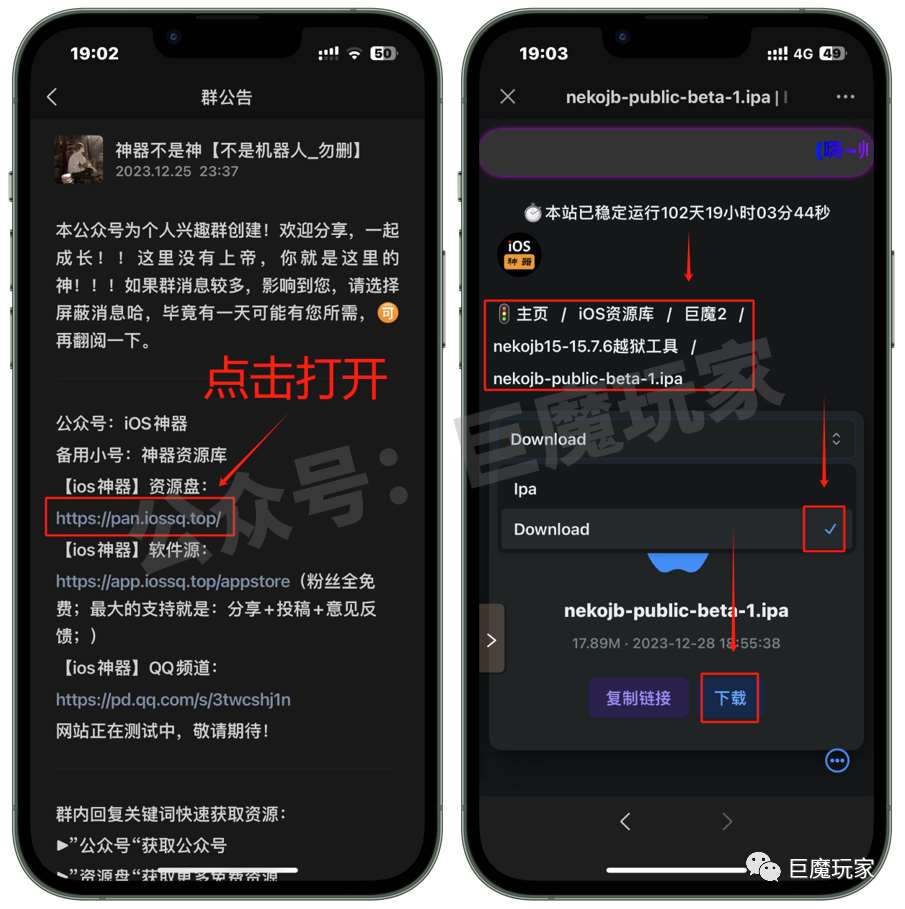 19:02
50
群公告
神器不是神【不是机器人_勿删】
2023.12.25 23:37
本公众号为个人兴趣群创建！欢迎分享，一起
成长！！这里没有上帝，你就是这里的
神！！！如果群消息较多，影响到您，请选择
屏蔽消息哈，毕竟有一天可能有您所需，可
再翻阅一下。
点击打开
公众号：iOS神器
备用小号：神器资源库
【ios神器】资源盘：
https://pan.iossq.top/
【ios神器】软件源：
https://app.iossq.top/appstore（粉丝全免
费；最大的支持就是：分享+投稿+意见反
馈；）
【ios神器】QQ频道：
https://pd.qq.com/s/3twcshj1n
网站正在测试中，敬请期待！
群内回复关键词快速获取资源：
▶”公众号“获取公众号
▶”资源盘“获取更多免费资源
19:03
4G 49
nekojb-public-beta-1.ipa |
(嗨~帅
本站已稳定运行102天19小时03分44秒
iOS
神器
主页 / iOS资源库 / 巨魔2 /
nekojb15-15.7.6越狱工具 /
nekojb-public-beta-1.ipa
Download
Ipa
Download
nekojb-public-beta-1.ipa
17.89M · 2023-12-28 18:55:38
复制链接
下载
公众号：巨魔玩家
巨魔玩家